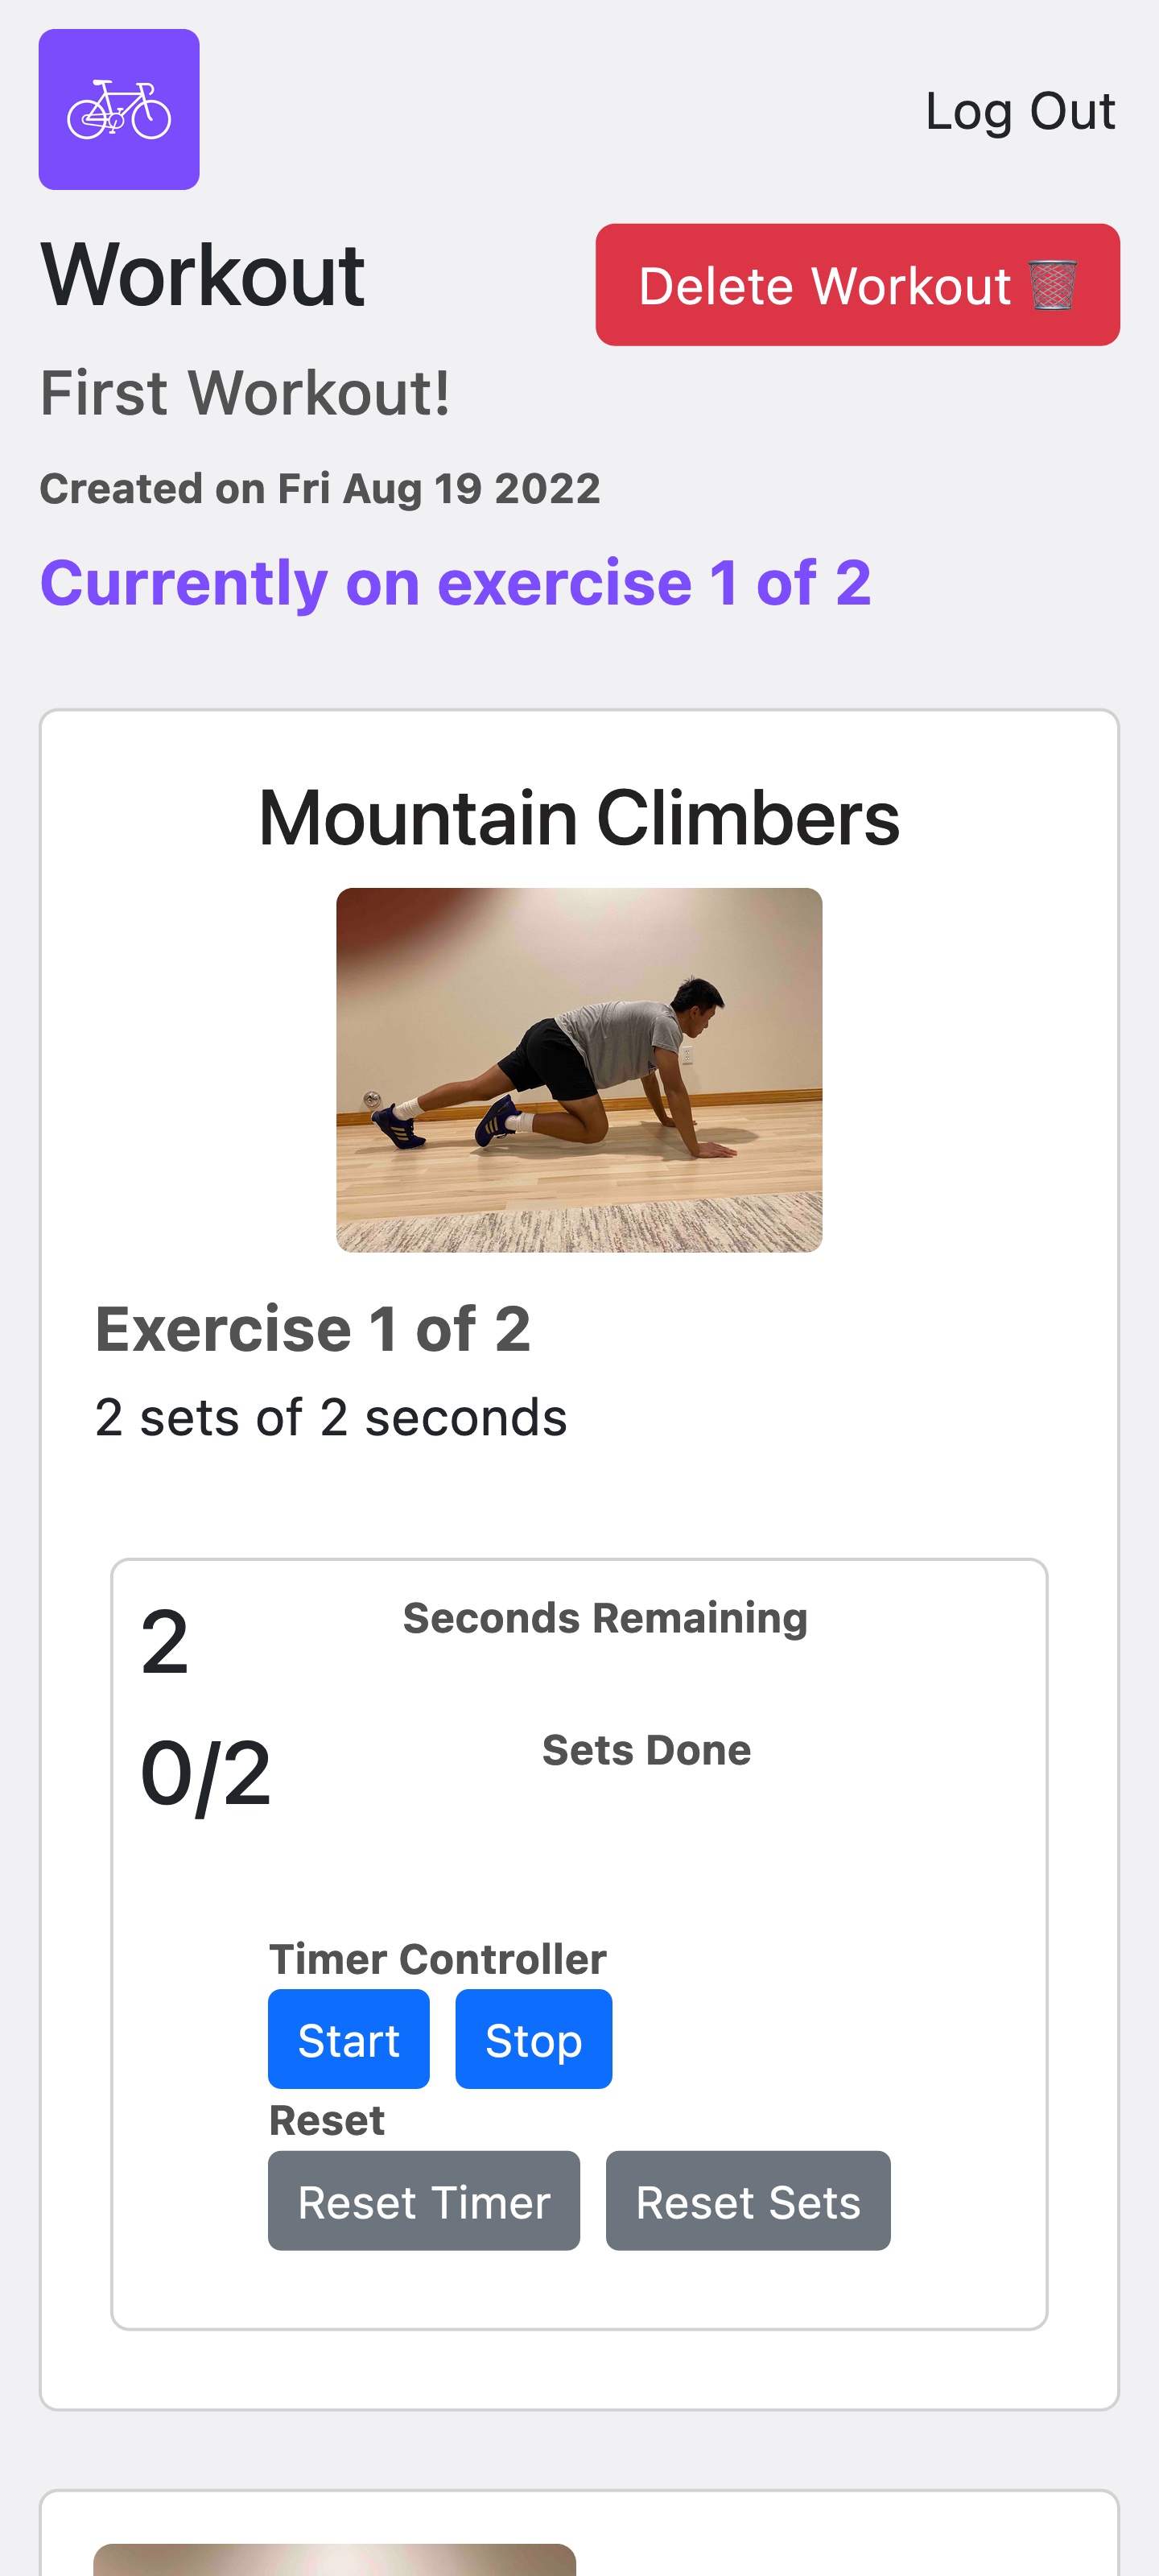 Log Out
Workout
Delete Workout 🗑️
First Workout!
Created on Fri Aug 19 2022
Currently on exercise 1 of 2
Mountain Climbers
Exercise 1 of 2
2 sets of 2 seconds
2 Seconds Remaining
0/2 Sets Done
Timer Controller
Start Stop
Reset
Reset Timer Reset Sets